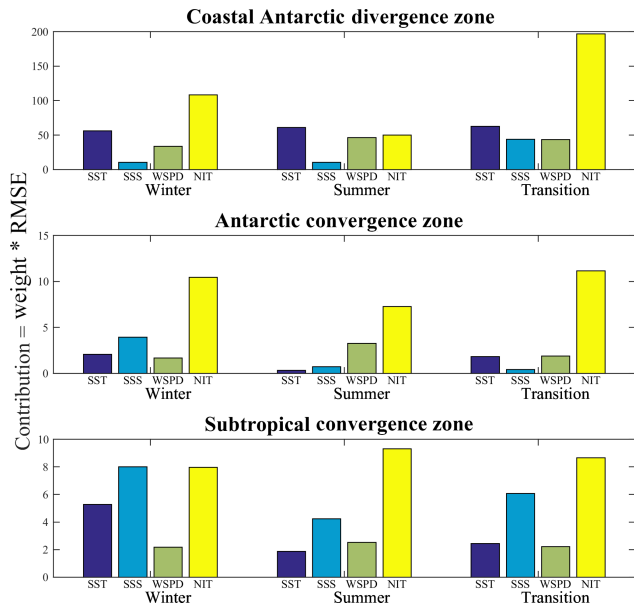 Coastal Antarctic divergence zone
200
150
100
50
0
SST SSS WSPD NIT SST SSS WSPD NIT SST SSS WSPD NIT
Winter Summer Transition
Contribution = weight * RMSE
Antarctic convergence zone
15
10
5
0
SST SSS WSPD NIT SST SSS WSPD NIT SST SSS WSPD NIT
Winter Summer Transition
Subtropical convergence zone
10
8
6
4
2
0
SST SSS WSPD NIT SST SSS WSPD NIT SST SSS WSPD NIT
Winter Summer Transition